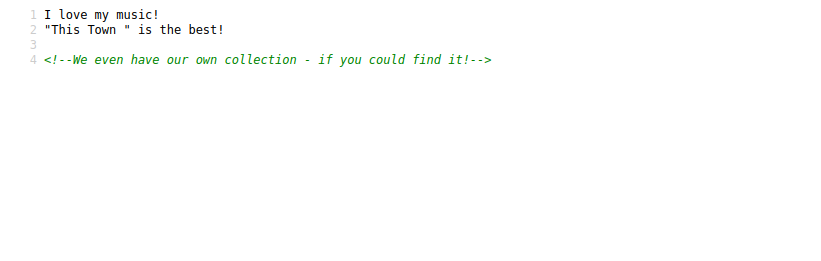 1 I love my music!
2 "This Town " is the best!
3
4 <!--We even have our own collection - if you could find it!-->